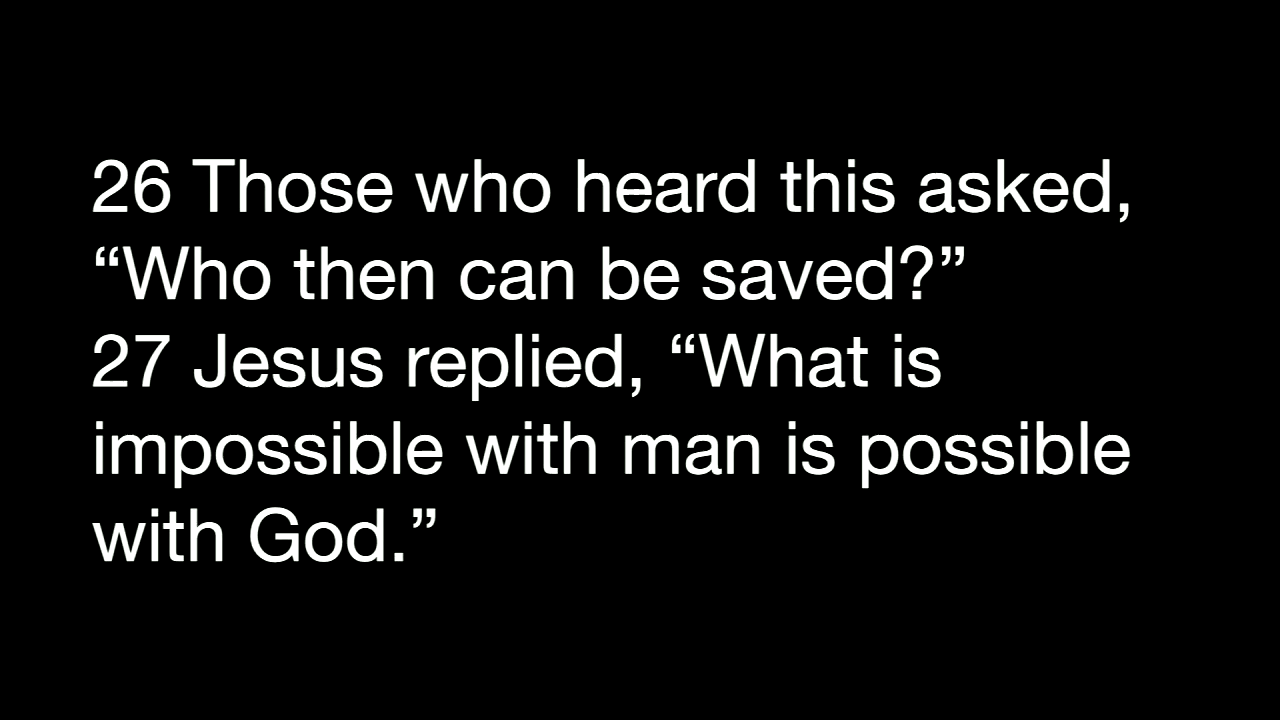 26 Those who heard this asked,
“Who then can be saved?”
27 Jesus replied, “What is
impossible with man is possible
with God.”